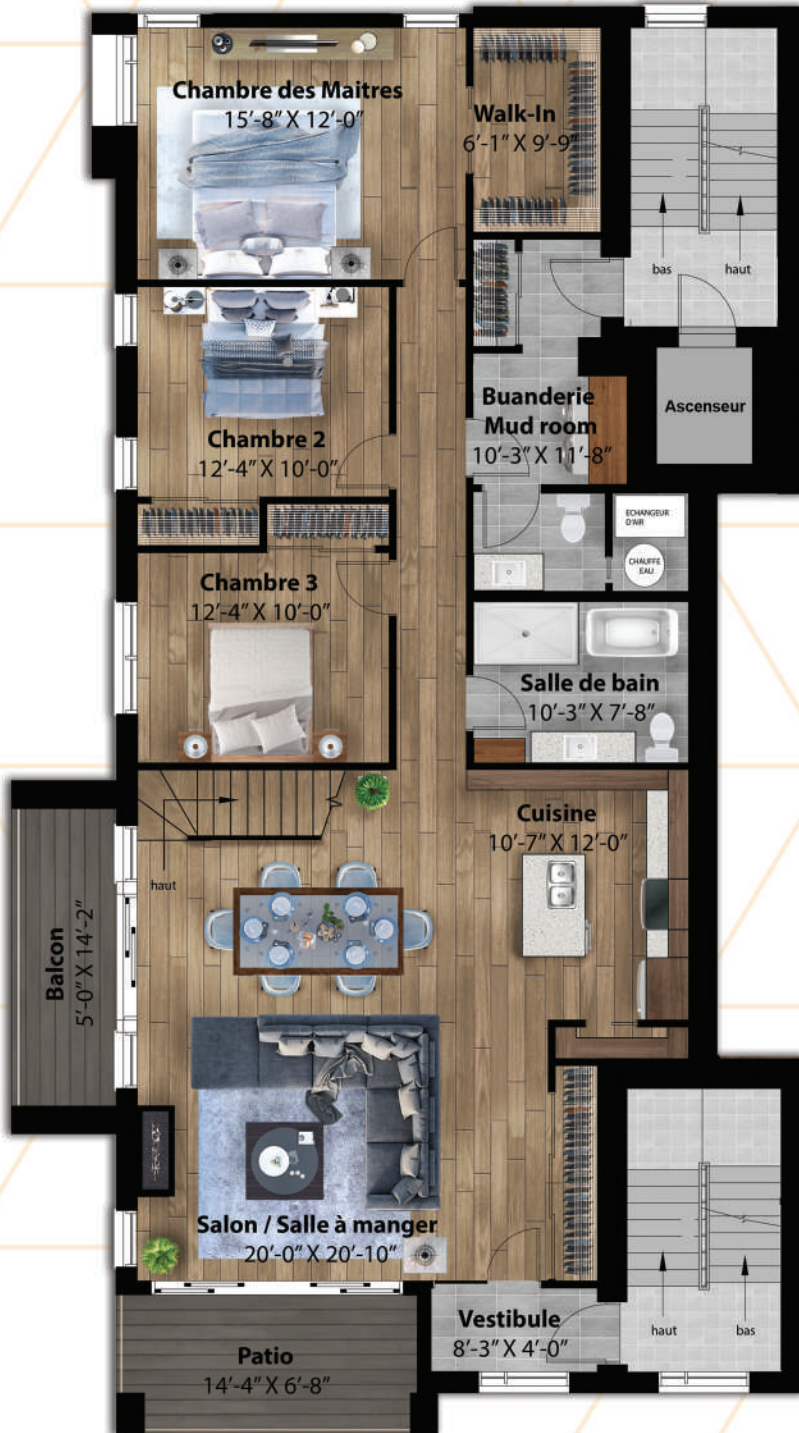 Chambre des Maitres
15'-8" X 12'-0"
Walk-In
6'-1" X 9'-9"
bas
haut
Ascenseur
Buanderie
Mud room
10'-3" X 11'-8"
Chambre 2
12'-4" X 10'-0"
ECHANGEUR
D'AIR
CHAUFFE
EAU
Chambre 3
12'-4" X 10'-0"
Salle de bain
10'-3" X 7'-8"
Cuisine
10'-7" X 12'-0"
haut
Balcon
5'-0" X 14'-2"
Salon / Salle à manger
20'-0" X 20'-10"
Vestibule
8'-3" X 4'-0"
haut
bas
Patio
14'-4" X 6'-8"